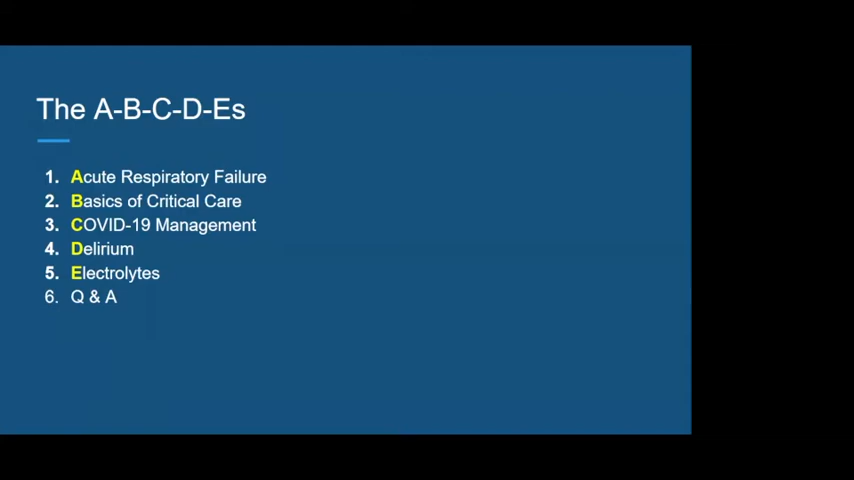 The A-B-C-D-Es
1. Acute Respiratory Failure
2. Basics of Critical Care
3. COVID-19 Management
4. Delirium
5. Electrolytes
6. Q & A